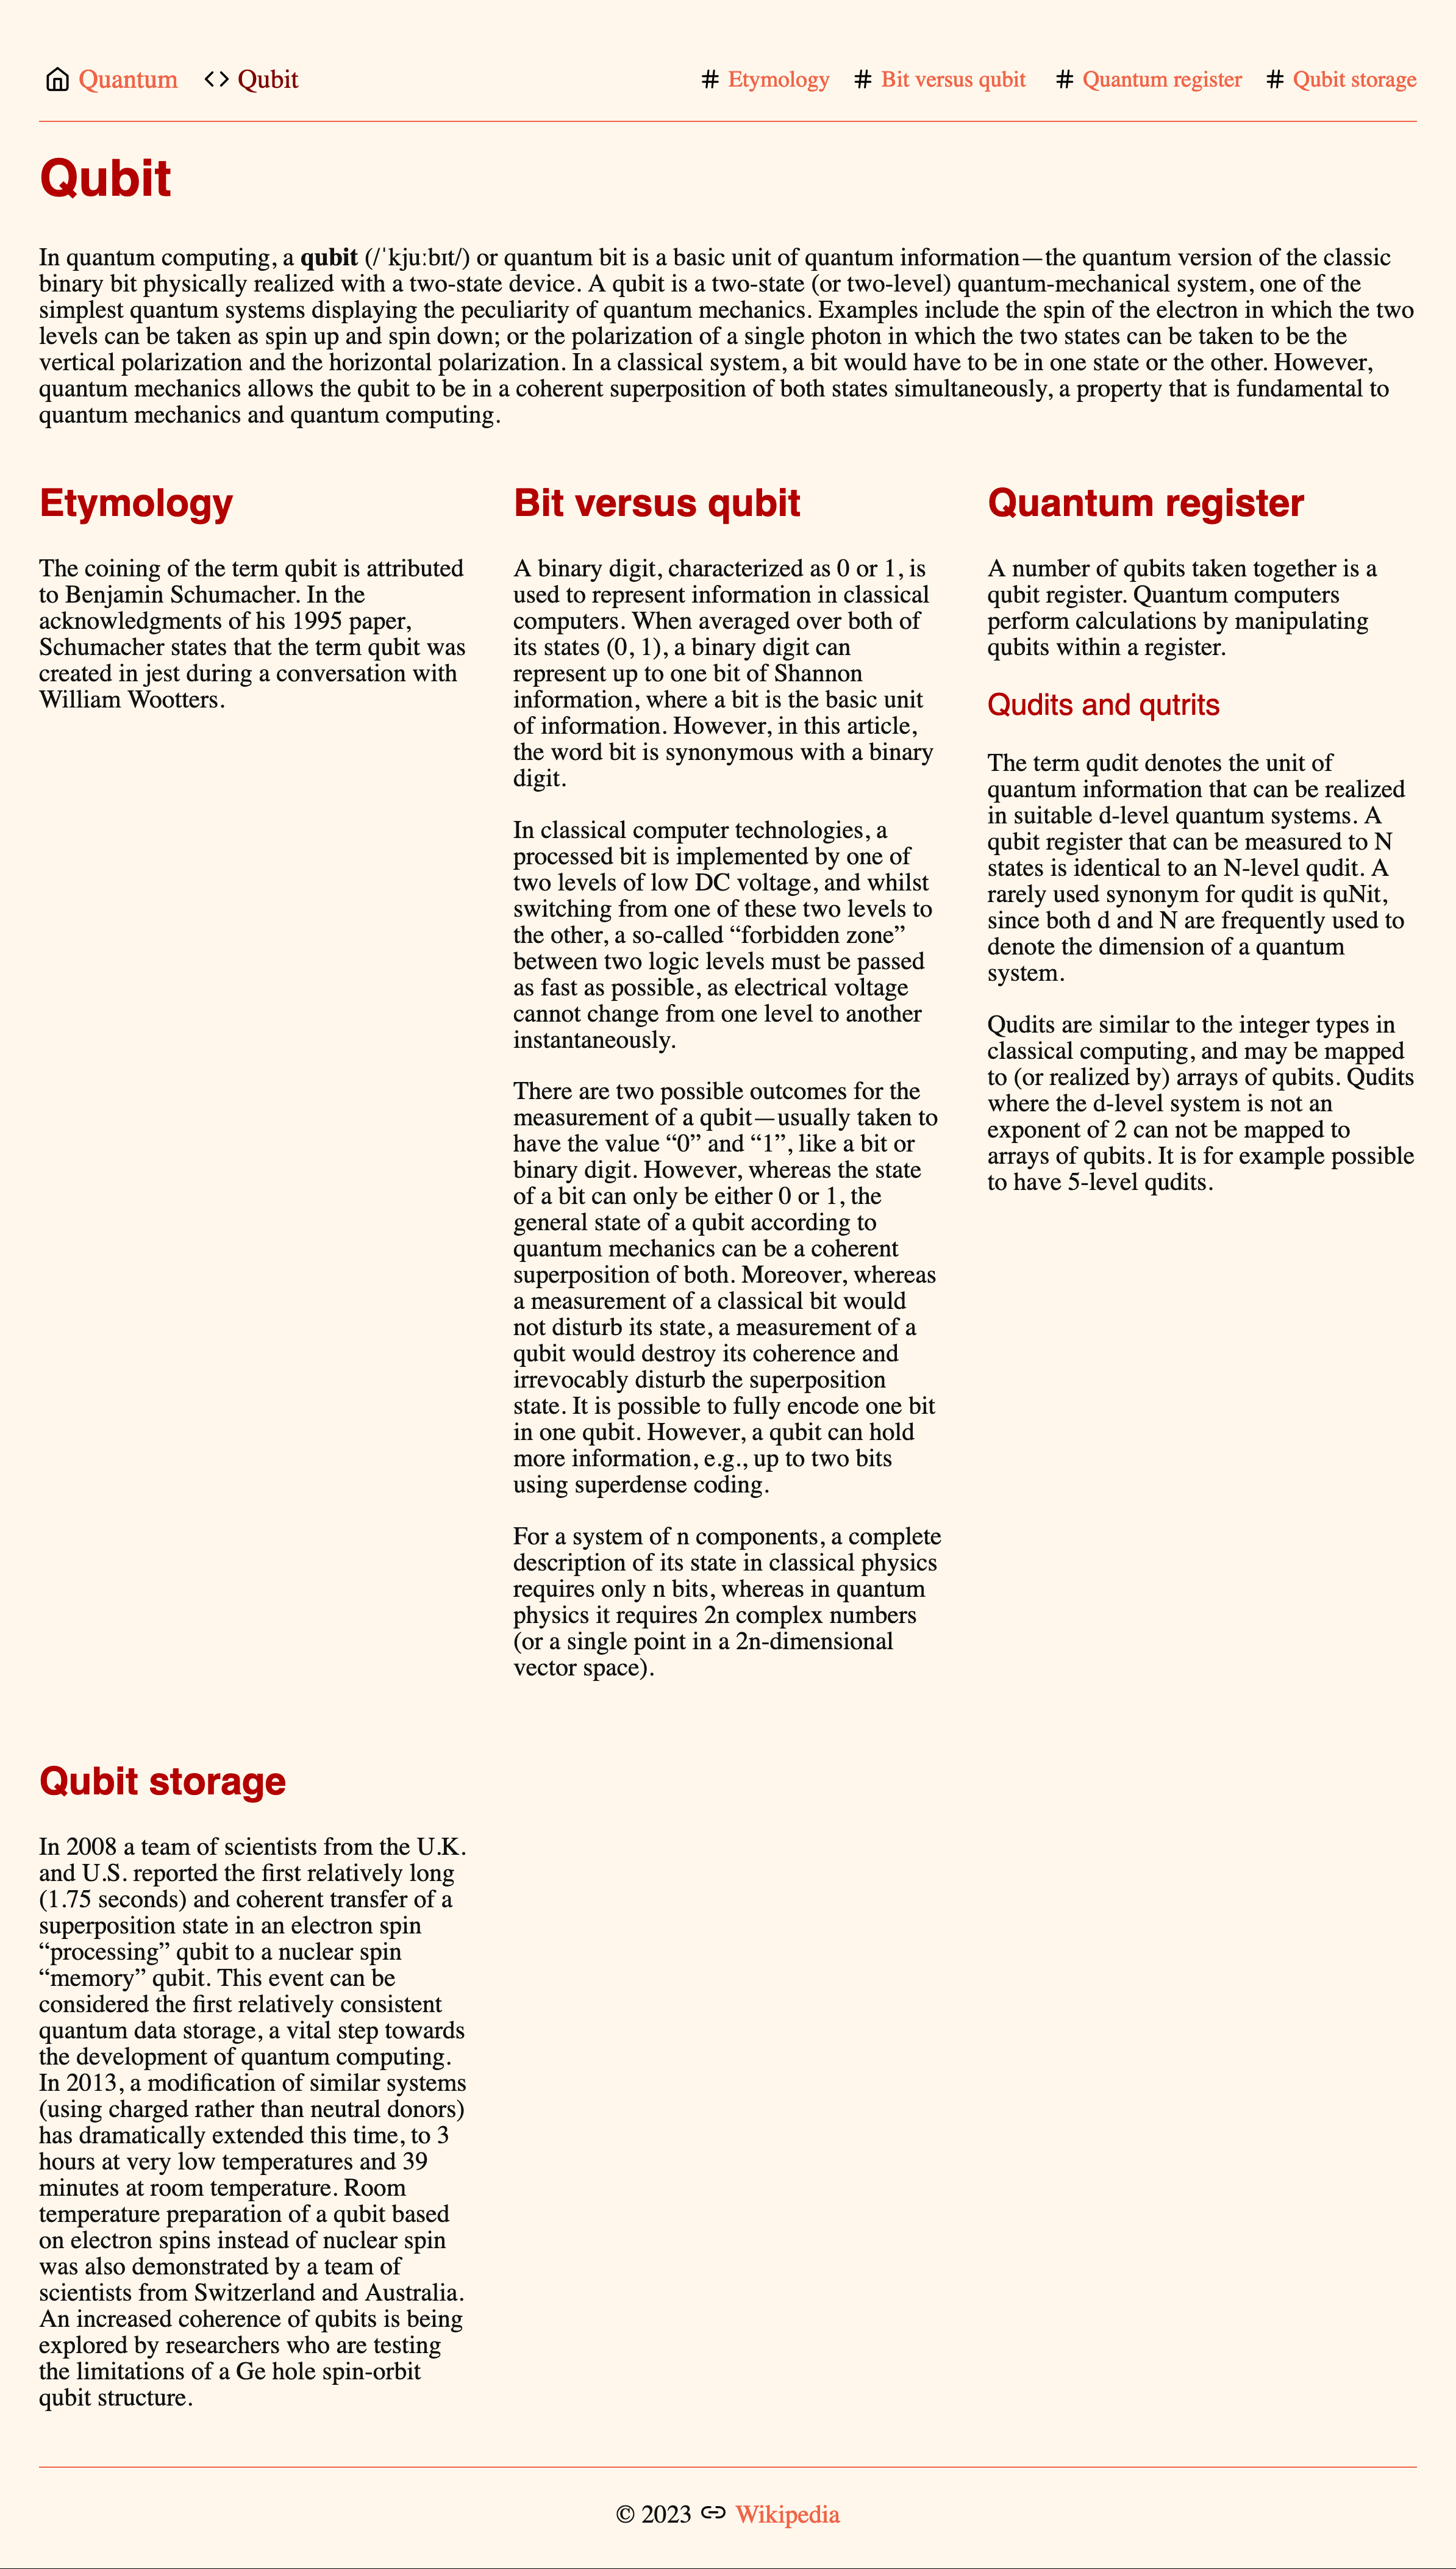 Quantum
Qubit
# Etymology
# Bit versus qubit
# Quantum register
# Qubit storage
Qubit
In quantum computing, a qubit (/ˈkjuːbɪt/) or quantum bit is a basic unit of quantum information—the quantum version of the classic
binary bit physically realized with a two-state device. A qubit is a two-state (or two-level) quantum-mechanical system, one of the
simplest quantum systems displaying the peculiarity of quantum mechanics. Examples include the spin of the electron in which the two
levels can be taken as spin up and spin down; or the polarization of a single photon in which the two states can be taken to be the
vertical polarization and the horizontal polarization. In a classical system, a bit would have to be in one state or the other. However,
quantum mechanics allows the qubit to be in a coherent superposition of both states simultaneously, a property that is fundamental to
quantum mechanics and quantum computing.
Etymology
The coining of the term qubit is attributed
to Benjamin Schumacher. In the
acknowledgments of his 1995 paper,
Schumacher states that the term qubit was
created in jest during a conversation with
William Wootters.
Bit versus qubit
A binary digit, characterized as 0 or 1, is
used to represent information in classical
computers. When averaged over both of
its states (0, 1), a binary digit can
represent up to one bit of Shannon
information, where a bit is the basic unit
of information. However, in this article,
the word bit is synonymous with a binary
digit.
In classical computer technologies, a
processed bit is implemented by one of
two levels of low DC voltage, and whilst
switching from one of these two levels to
the other, a so-called “forbidden zone”
between two logic levels must be passed
as fast as possible, as electrical voltage
cannot change from one level to another
instantaneously.
There are two possible outcomes for the
measurement of a qubit—usually taken to
have the value “0” and “1”, like a bit or
binary digit. However, whereas the state
of a bit can only be either 0 or 1, the
general state of a qubit according to
quantum mechanics can be a coherent
superposition of both. Moreover, whereas
a measurement of a classical bit would
not disturb its state, a measurement of a
qubit would destroy its coherence and
irrevocably disturb the superposition
state. It is possible to fully encode one bit
in one qubit. However, a qubit can hold
more information, e.g., up to two bits
using superdense coding.
For a system of n components, a complete
description of its state in classical physics
requires only n bits, whereas in quantum
physics it requires 2n complex numbers
(or a single point in a 2n-dimensional
vector space).
Quantum register
A number of qubits taken together is a
qubit register. Quantum computers
perform calculations by manipulating
qubits within a register.
Qudits and qutrits
The term qudit denotes the unit of
quantum information that can be realized
in suitable d-level quantum systems. A
qubit register that can be measured to N
states is identical to an N-level qudit. A
rarely used synonym for qudit is quNit,
since both d and N are frequently used to
denote the dimension of a quantum
system.
Qudits are similar to the integer types in
classical computing, and may be mapped
to (or realized by) arrays of qubits. Qudits
where the d-level system is not an
exponent of 2 can not be mapped to
arrays of qubits. It is for example possible
to have 5-level qudits.
Qubit storage
In 2008 a team of scientists from the U.K.
and U.S. reported the first relatively long
(1.75 seconds) and coherent transfer of a
superposition state in an electron spin
“processing” qubit to a nuclear spin
“memory” qubit. This event can be
considered the first relatively consistent
quantum data storage, a vital step towards
the development of quantum computing.
In 2013, a modification of similar systems
(using charged rather than neutral donors)
has dramatically extended this time, to 3
hours at very low temperatures and 39
minutes at room temperature. Room
temperature preparation of a qubit based
on electron spins instead of nuclear spin
was also demonstrated by a team of
scientists from Switzerland and Australia.
An increased coherence of qubits is being
explored by researchers who are testing
the limitations of a Ge hole spin-orbit
qubit structure.
© 2023 Wikipedia